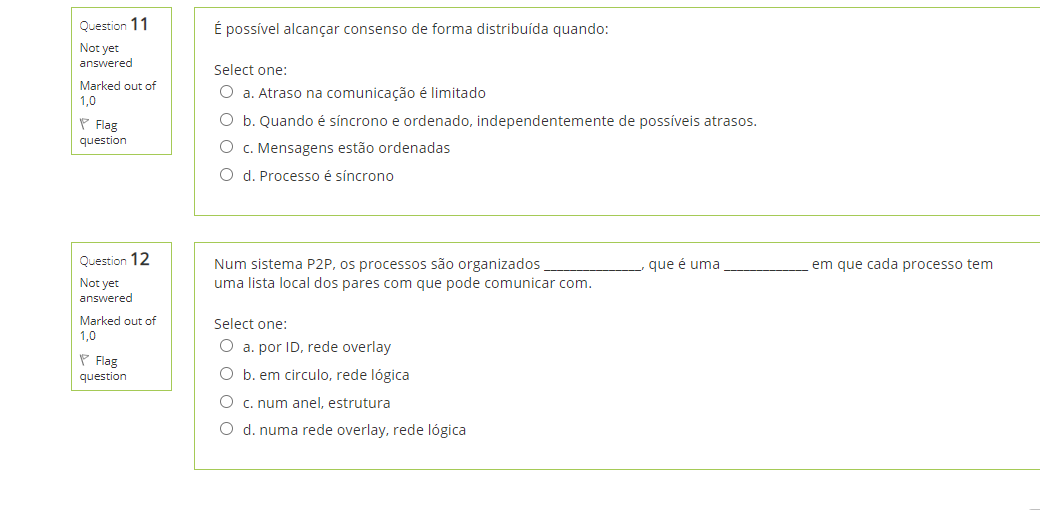 Question 11
Not yet
answered
Marked out of
1,0
Flag
question
É possível alcançar consenso de forma distribuída quando:
Select one:
a. Atraso na comunicação é limitado
b. Quando é síncrono e ordenado, independentemente de possíveis atrasos.
c. Mensagens estão ordenadas
d. Processo é síncrono
Question 12
Not yet
answered
Marked out of
1,0
Flag
question
Num sistema P2P, os processos são organizados _______________, que é uma _____________ em que cada processo tem
uma lista local dos pares com que pode comunicar com.
Select one:
a. por ID, rede overlay
b. em circulo, rede lógica
c. num anel, estrutura
d. numa rede overlay, rede lógica